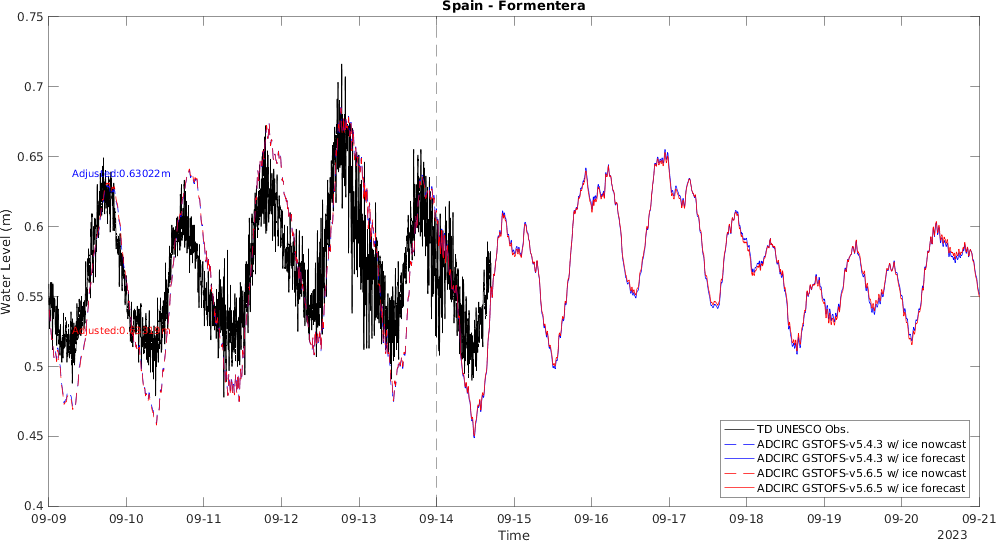 Spain - Formentera
0.75
0.7
0.65
0.6
0.55
0.5
0.45
0.4
Water Level (m)
Adjusted:0.63022m
TD UNESCO Obs.
ADCIRC GSTOFS-v5.4.3 w/ ice nowcast
ADCIRC GSTOFS-v5.4.3 w/ ice forecast
ADCIRC GSTOFS-v5.6.5 w/ ice nowcast
ADCIRC GSTOFS-v5.6.5 w/ ice forecast
09-09 09-10 09-11 09-12 09-13 09-14 09-15 09-16 09-17 09-18 09-19 09-20 09-21
Time
2023